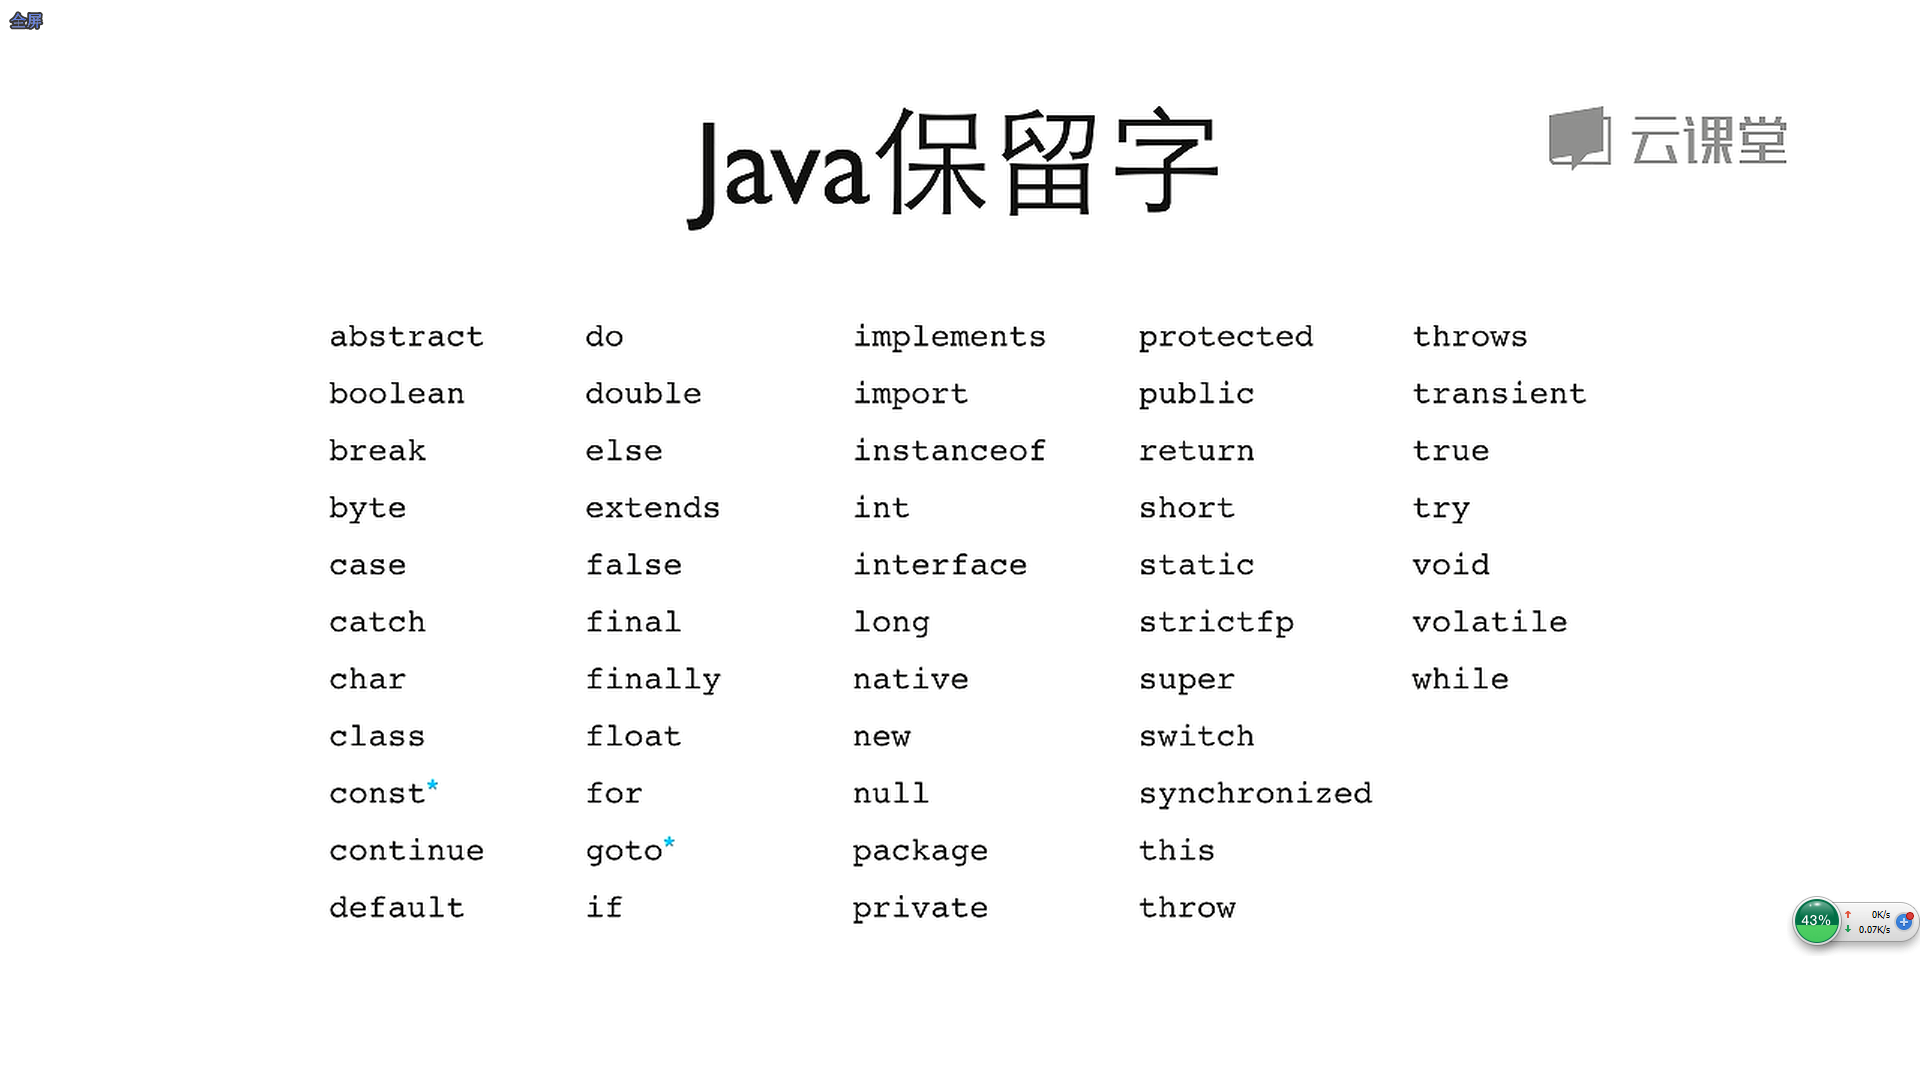 全屏
Java保留字
云课堂
abstract do implements protected throws
boolean double import public transient
break else instanceof return true
byte extends int short try
case false interface static void
catch final long strictfp volatile
char finally native super while
class float new switch
const* for null synchronized
continue goto* package this
default if private throw
43% ↑ 0K/s
↓ 0.07K/s